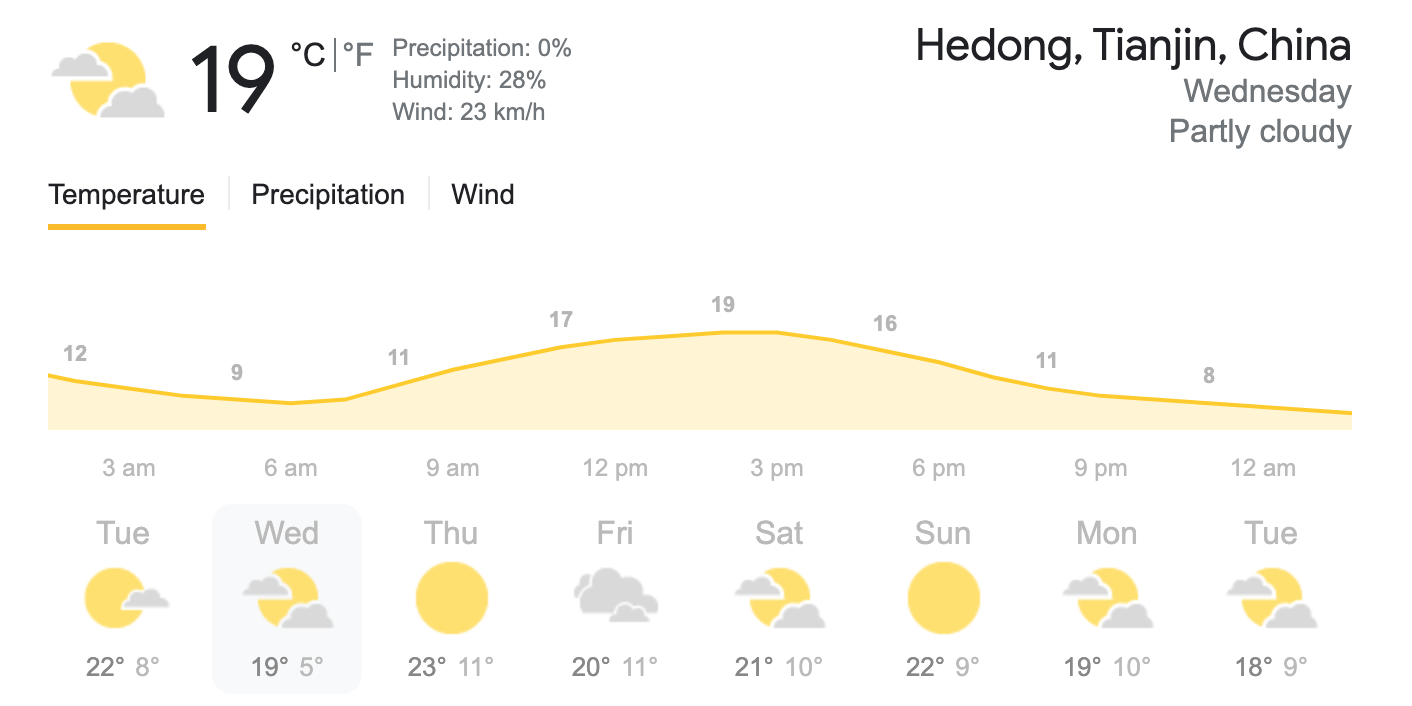 19 °C | °F
Precipitation: 0%
Humidity: 28%
Wind: 23 km/h
Hedong, Tianjin, China
Wednesday
Partly cloudy
Temperature Precipitation Wind
12 9 11 17 19 16 11 8
3 am 6 am 9 am 12 pm 3 pm 6 pm 9 pm 12 am
Tue Wed Thu Fri Sat Sun Mon Tue
22° 8° 19° 5° 23° 11° 20° 11° 21° 10° 22° 9° 19° 10° 18° 9°